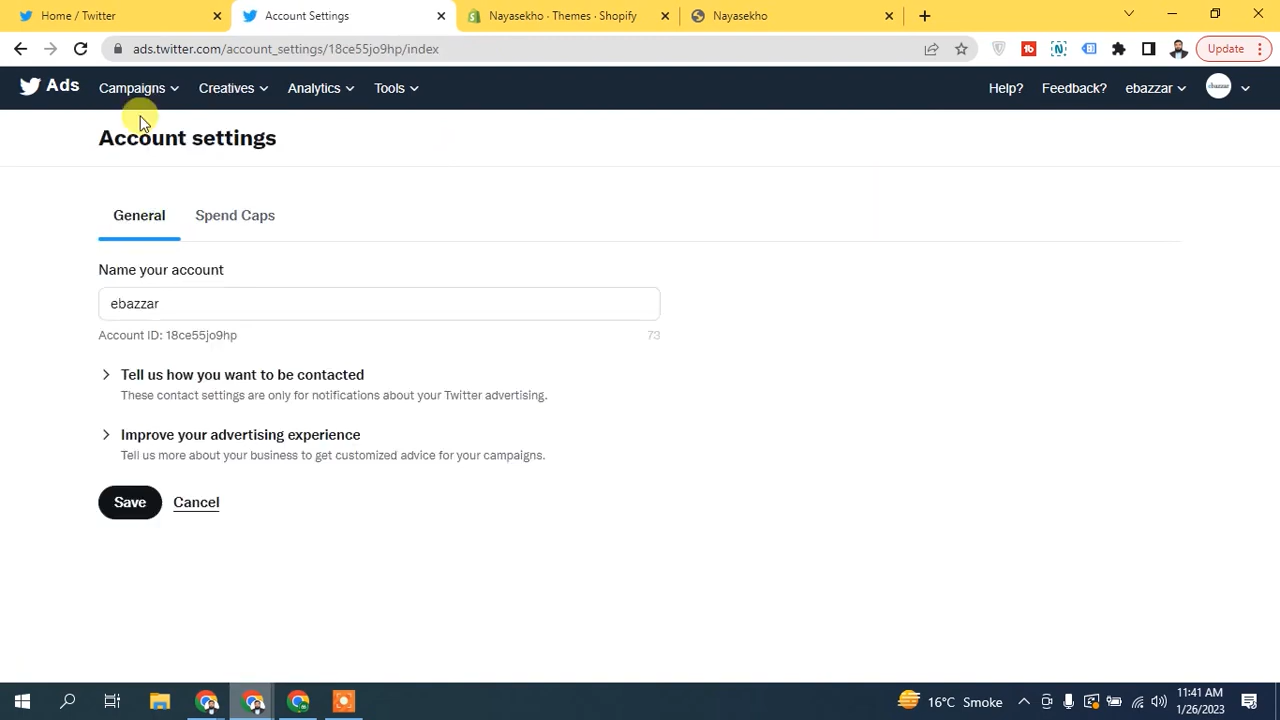 Home / Twitter
Account Settings
Nayasekho · Themes · Shopify
Nayasekho
ads.twitter.com/account_settings/18ce55jo9hp/index
Update
Ads
Campaigns
Creatives
Analytics
Tools
Help?
Feedback?
ebazzar
ebazzar
Account settings
General
Spend Caps
Name your account
ebazzar
Account ID: 18ce55jo9hp
73
Tell us how you want to be contacted
These contact settings are only for notifications about your Twitter advertising.
Improve your advertising experience
Tell us more about your business to get customized advice for your campaigns.
Save
Cancel
16°C Smoke
11:41 AM
1/26/2023